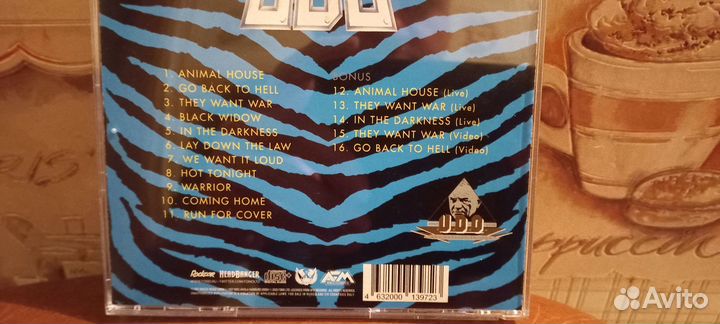 U.D.O
1. ANIMAL HOUSE
2. GO BACK TO HELL
3. THEY WANT WAR
4. BLACK WIDOW
5. IN THE DARKNESS
6. LAY DOWN THE LAW
7. WE WANT IT LOUD
8. HOT TONIGHT
9. WARRIOR
10. COMING HOME
11. RUN FOR COVER
BONUS
12. ANIMAL HOUSE (Live)
13. THEY WANT WAR (Live)
14. IN THE DARKNESS (Live)
15. THEY WANT WAR (Video)
16. GO BACK TO HELL (Video)
U.D.O
HEADBANGER
AFM
4 632000 139723
Avito